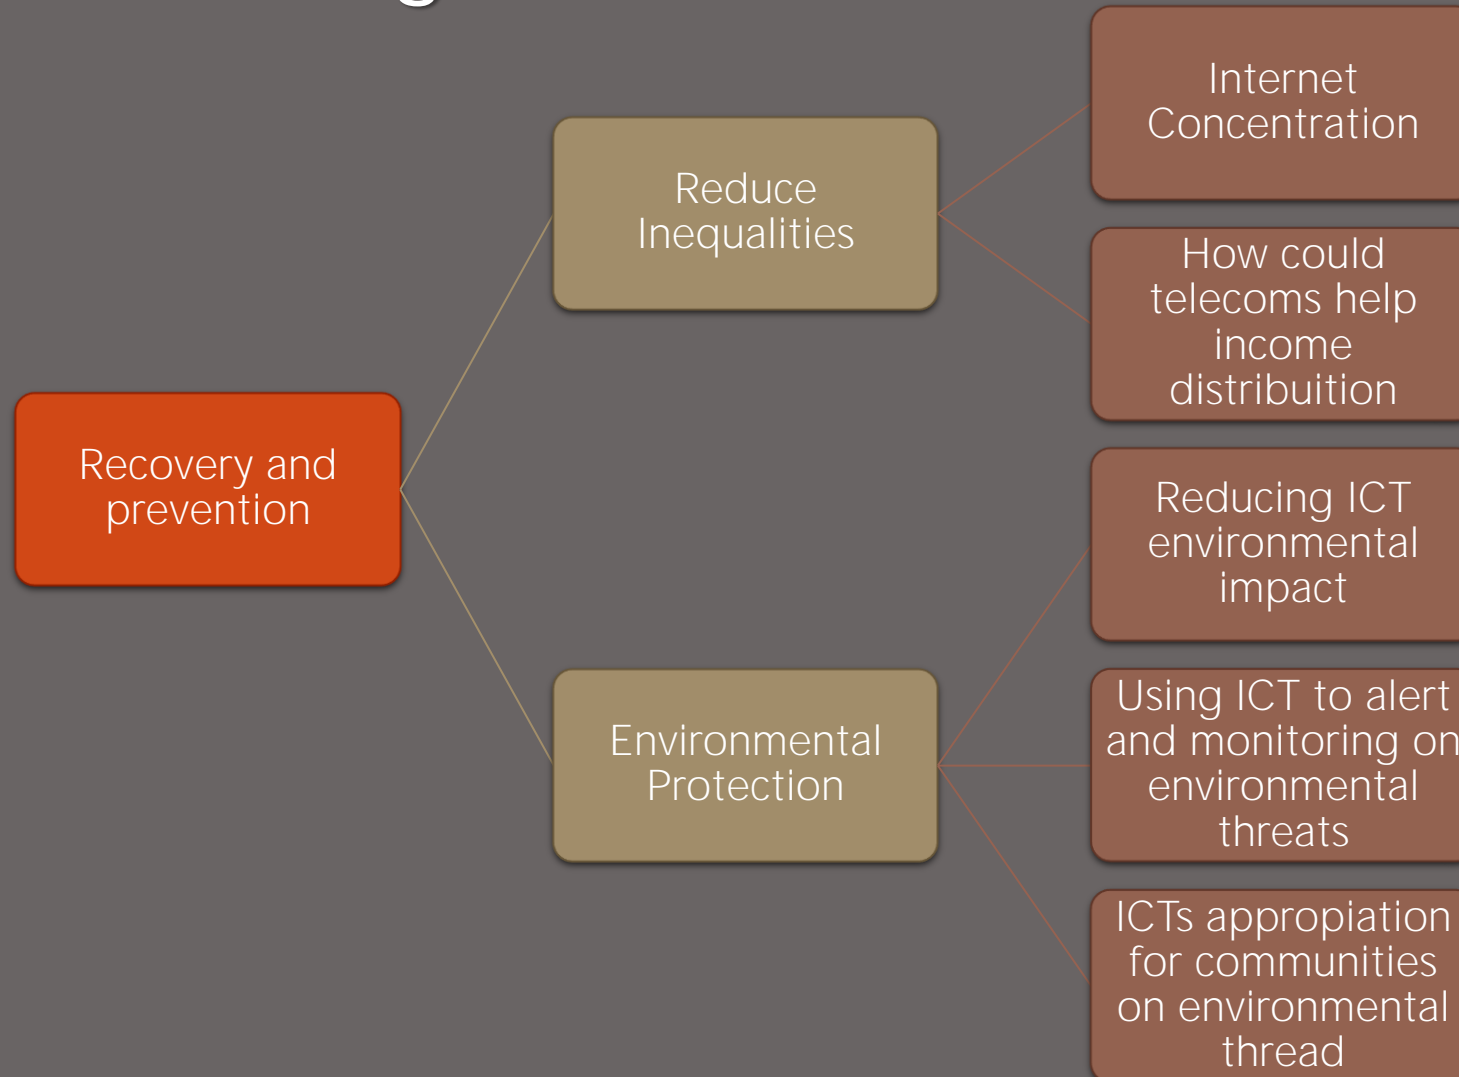 Recovery and
prevention
Reduce
Inequalities
Internet
Concentration
How could
telecoms help
income
distribuition
Environmental
Protection
Reducing ICT
environmental
impact
Using ICT to alert
and monitoring on
environmental
threats
ICTs appropiation
for communities
on environmental
thread